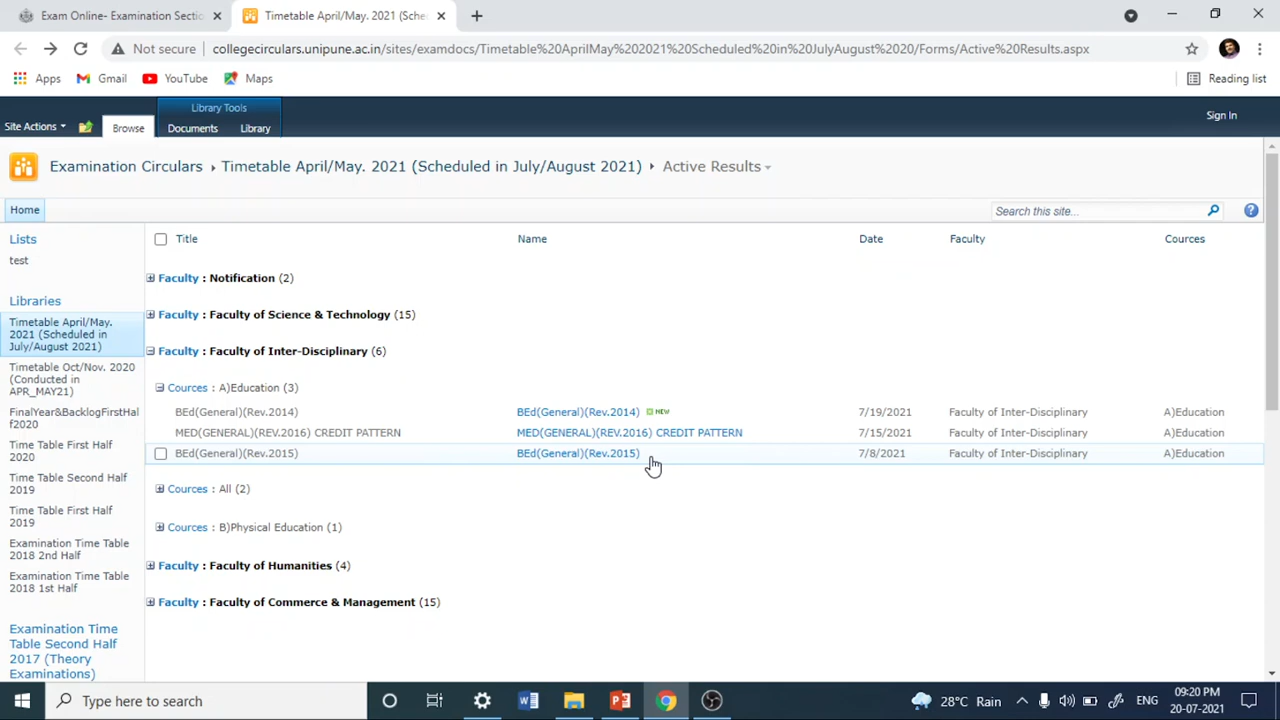 Exam Online- Examination Sectio
Timetable April/May. 2021 (Sche
Not secure
collegecirculars.unipune.ac.in/sites/examdocs/Timetable%20AprilMay%202021%20Scheduled%20in%20JulyAugust%2020/Forms/Active%20Results.aspx
Apps
Gmail
YouTube
Maps
Reading list
Library Tools
Site Actions
Browse
Documents
Library
Sign In
Examination Circulars
Timetable April/May. 2021 (Scheduled in July/August 2021)
Active Results
Home
Search this site...
Lists
test
Libraries
Timetable April/May.
2021 (Scheduled in
July/August 2021)
Timetable Oct/Nov. 2020
(Conducted in
APR_MAY21)
FinalYear&BacklogFirstHal
f2020
Time Table First Half
2020
Time Table Second Half
2019
Time Table First Half
2019
Examination Time Table
2018 2nd Half
Examination Time Table
2018 1st Half
Examination Time
Table Second Half
2017 (Theory
Examinations)
Title Name Date Faculty Cources
Faculty : Notification (2)
Faculty : Faculty of Science & Technology (15)
Faculty : Faculty of Inter-Disciplinary (6)
Cources : A)Education (3)
BEd(General)(Rev.2014) BEd(General)(Rev.2014) NEW 7/19/2021 Faculty of Inter-Disciplinary A)Education
MED(GENERAL)(REV.2016) CREDIT PATTERN MED(GENERAL)(REV.2016) CREDIT PATTERN 7/15/2021 Faculty of Inter-Disciplinary A)Education
BEd(General)(Rev.2015) BEd(General)(Rev.2015) 7/8/2021 Faculty of Inter-Disciplinary A)Education
Cources : All (2)
Cources : B)Physical Education (1)
Faculty : Faculty of Humanities (4)
Faculty : Faculty of Commerce & Management (15)
Type here to search
28°C Rain
ENG
09:20 PM
20-07-2021